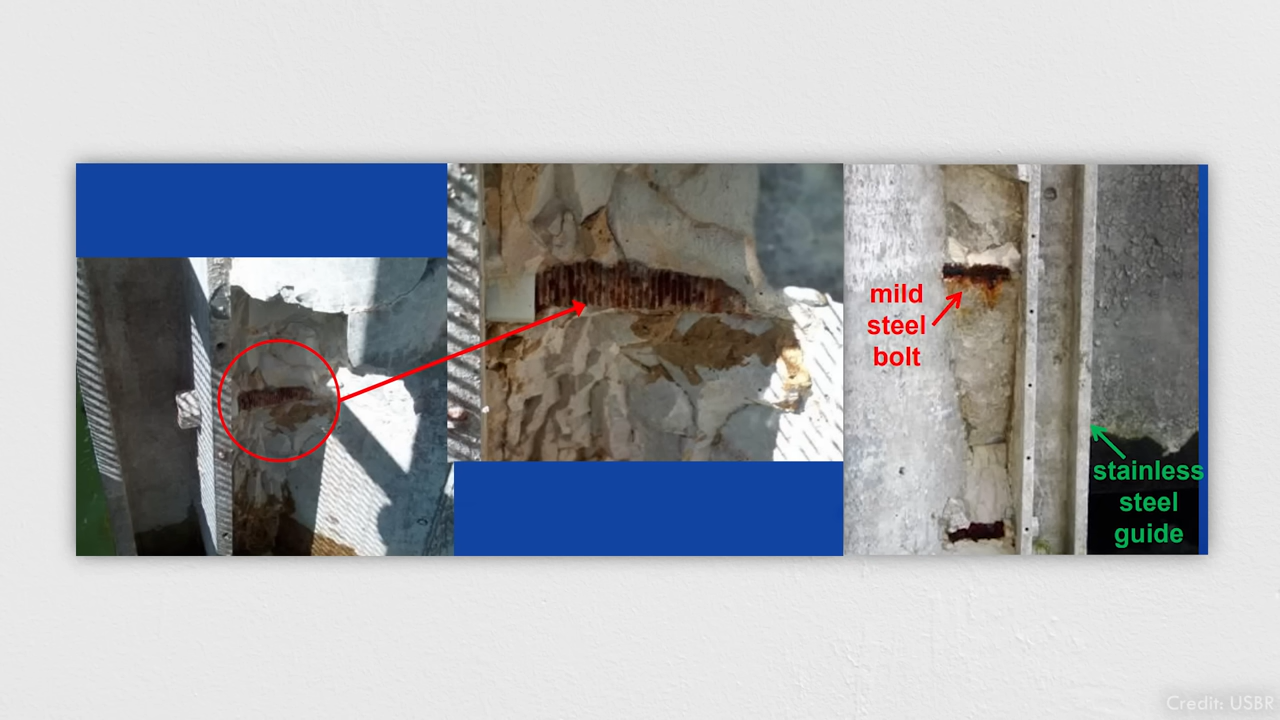 mild
steel
bolt
stainless
steel
guide
Credit: USBR